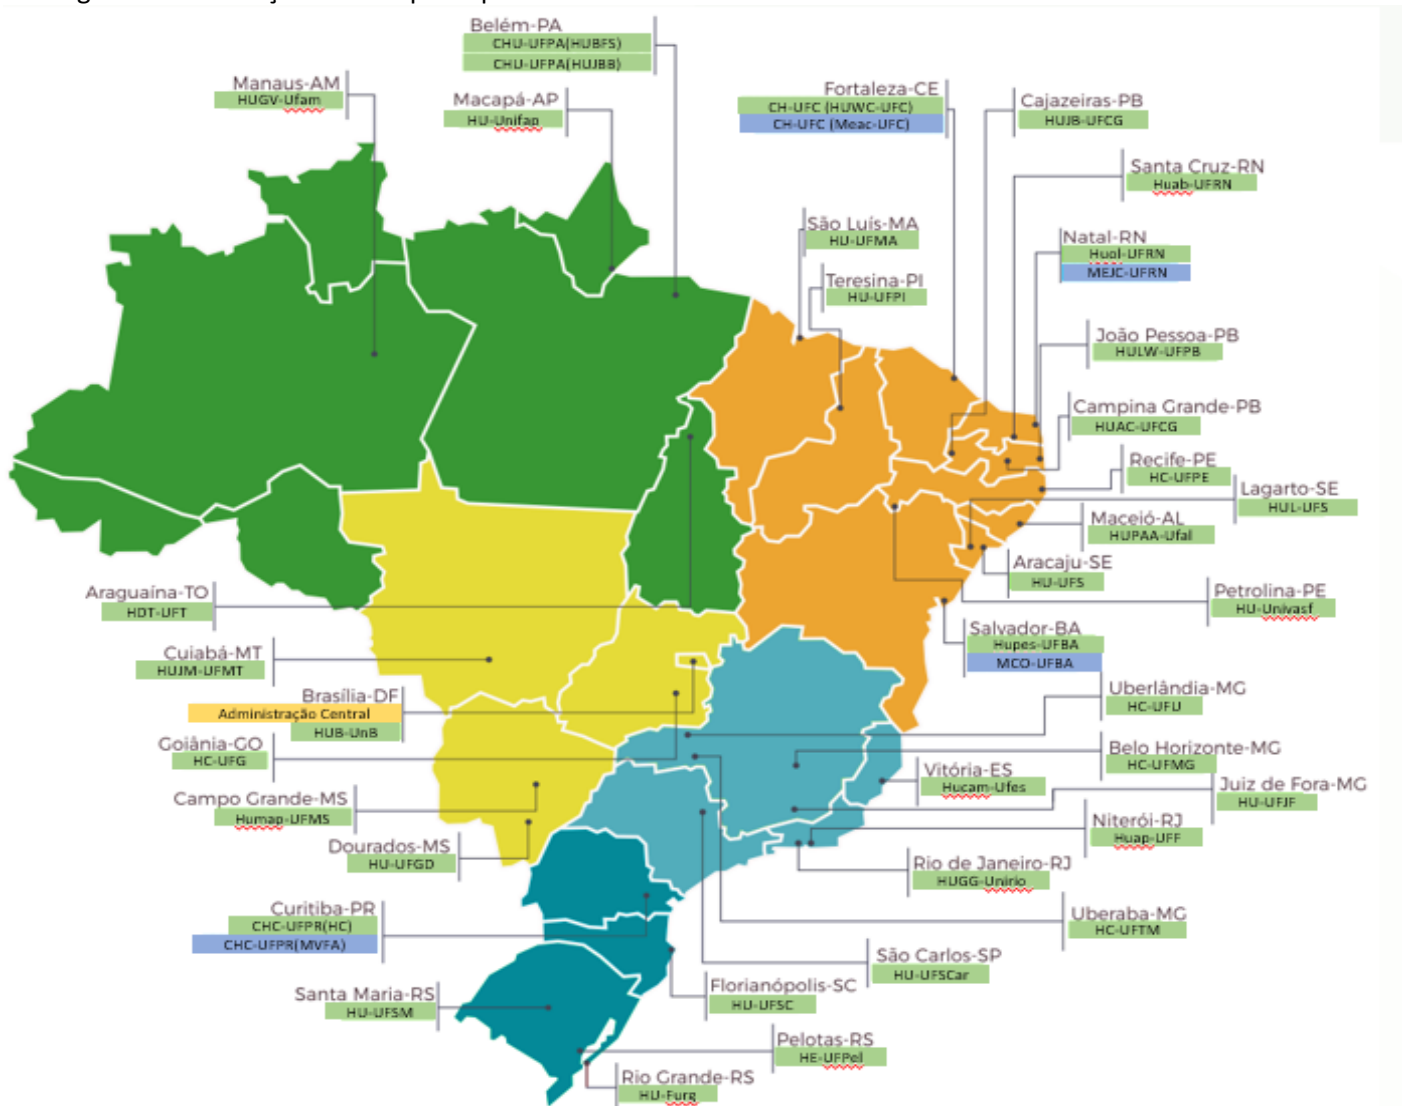 Belém-PA
CHU-UFPA(HUBFS)
CHU-UFPA(HUJBB)
Manaus-AM
HUGV-Ufam
Macapá-AP
HU-Unifap
Fortaleza-CE
CH-UFC (HUWC-UFC)
CH-UFC (Meac-UFC)
Cajazeiras-PB
HUJB-UFCG
Santa Cruz-RN
Huab-UFRN
São Luís-MA
HU-UFMA
Natal-RN
Huol-UFRN
MEJC-UFRN
Teresina-PI
HU-UFPI
João Pessoa-PB
HULW-UFPB
Campina Grande-PB
HUAC-UFCG
Recife-PE
HC-UFPE
Lagarto-SE
HUL-UFS
Maceió-AL
HUPAA-Ufal
Aracaju-SE
HU-UFS
Petrolina-PE
HU-Univasf
Araguaína-TO
HDT-UFT
Salvador-BA
Hupes-UFBA
MCO-UFBA
Cuiabá-MT
HUJM-UFMT
Brasília-DF
Administração Central
HUB-UnB
Uberlândia-MG
HC-UFU
Goiânia-GO
HC-UFG
Belo Horizonte-MG
HC-UFMG
Vitória-ES
Hucam-Ufes
Juiz de Fora-MG
HU-UFJF
Campo Grande-MS
Humap-UFMS
Niterói-RJ
Huap-UFF
Dourados-MS
HU-UFGD
Rio de Janeiro-RJ
HUGG-Unirio
Curitiba-PR
CHC-UFPR(HC)
CHC-UFPR(MVFA)
Uberaba-MG
HC-UFTM
São Carlos-SP
HU-UFSCar
Florianópolis-SC
HU-UFSC
Santa Maria-RS
HU-UFSM
Pelotas-RS
HE-UFPel
Rio Grande-RS
HU-Furg